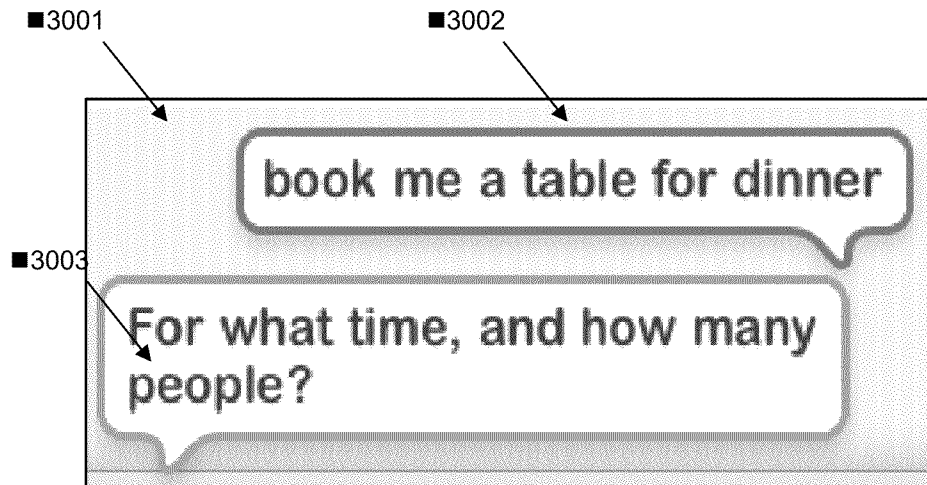 ■3001 ■3002
book me a table for dinner
■3003
For what time, and how many
people?